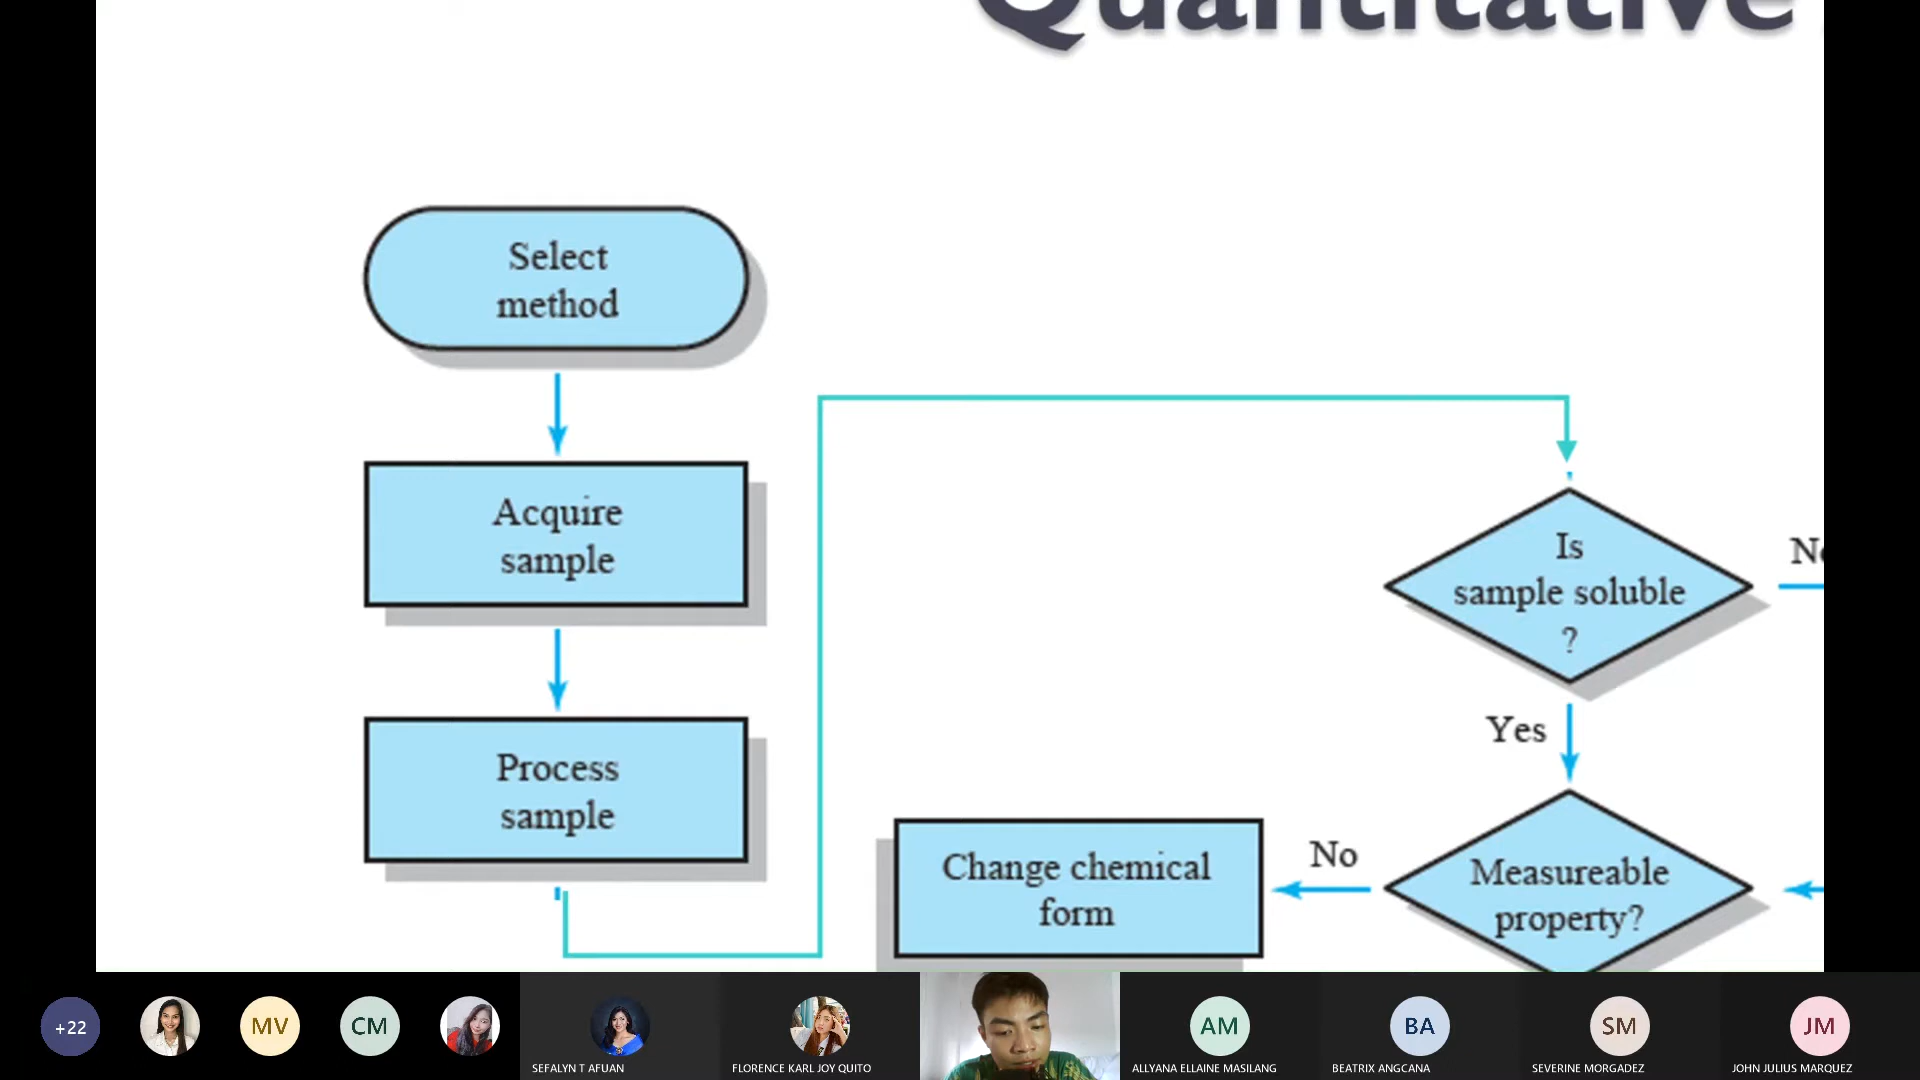 Quantitative
Select
method
Acquire
sample
Process
sample
Is
sample soluble
?
No
Yes
Change chemical
form
No
Measureable
property?
+22
MV
CM
SEFALYN T AFUAN
FLORENCE KARL JOY QUITO
AM
ALLYANA ELLAINE MASILANG
BA
BEATRIX ANGCANA
SM
SEVERINE MORGADEZ
JM
JOHN JULIUS MARQUEZ